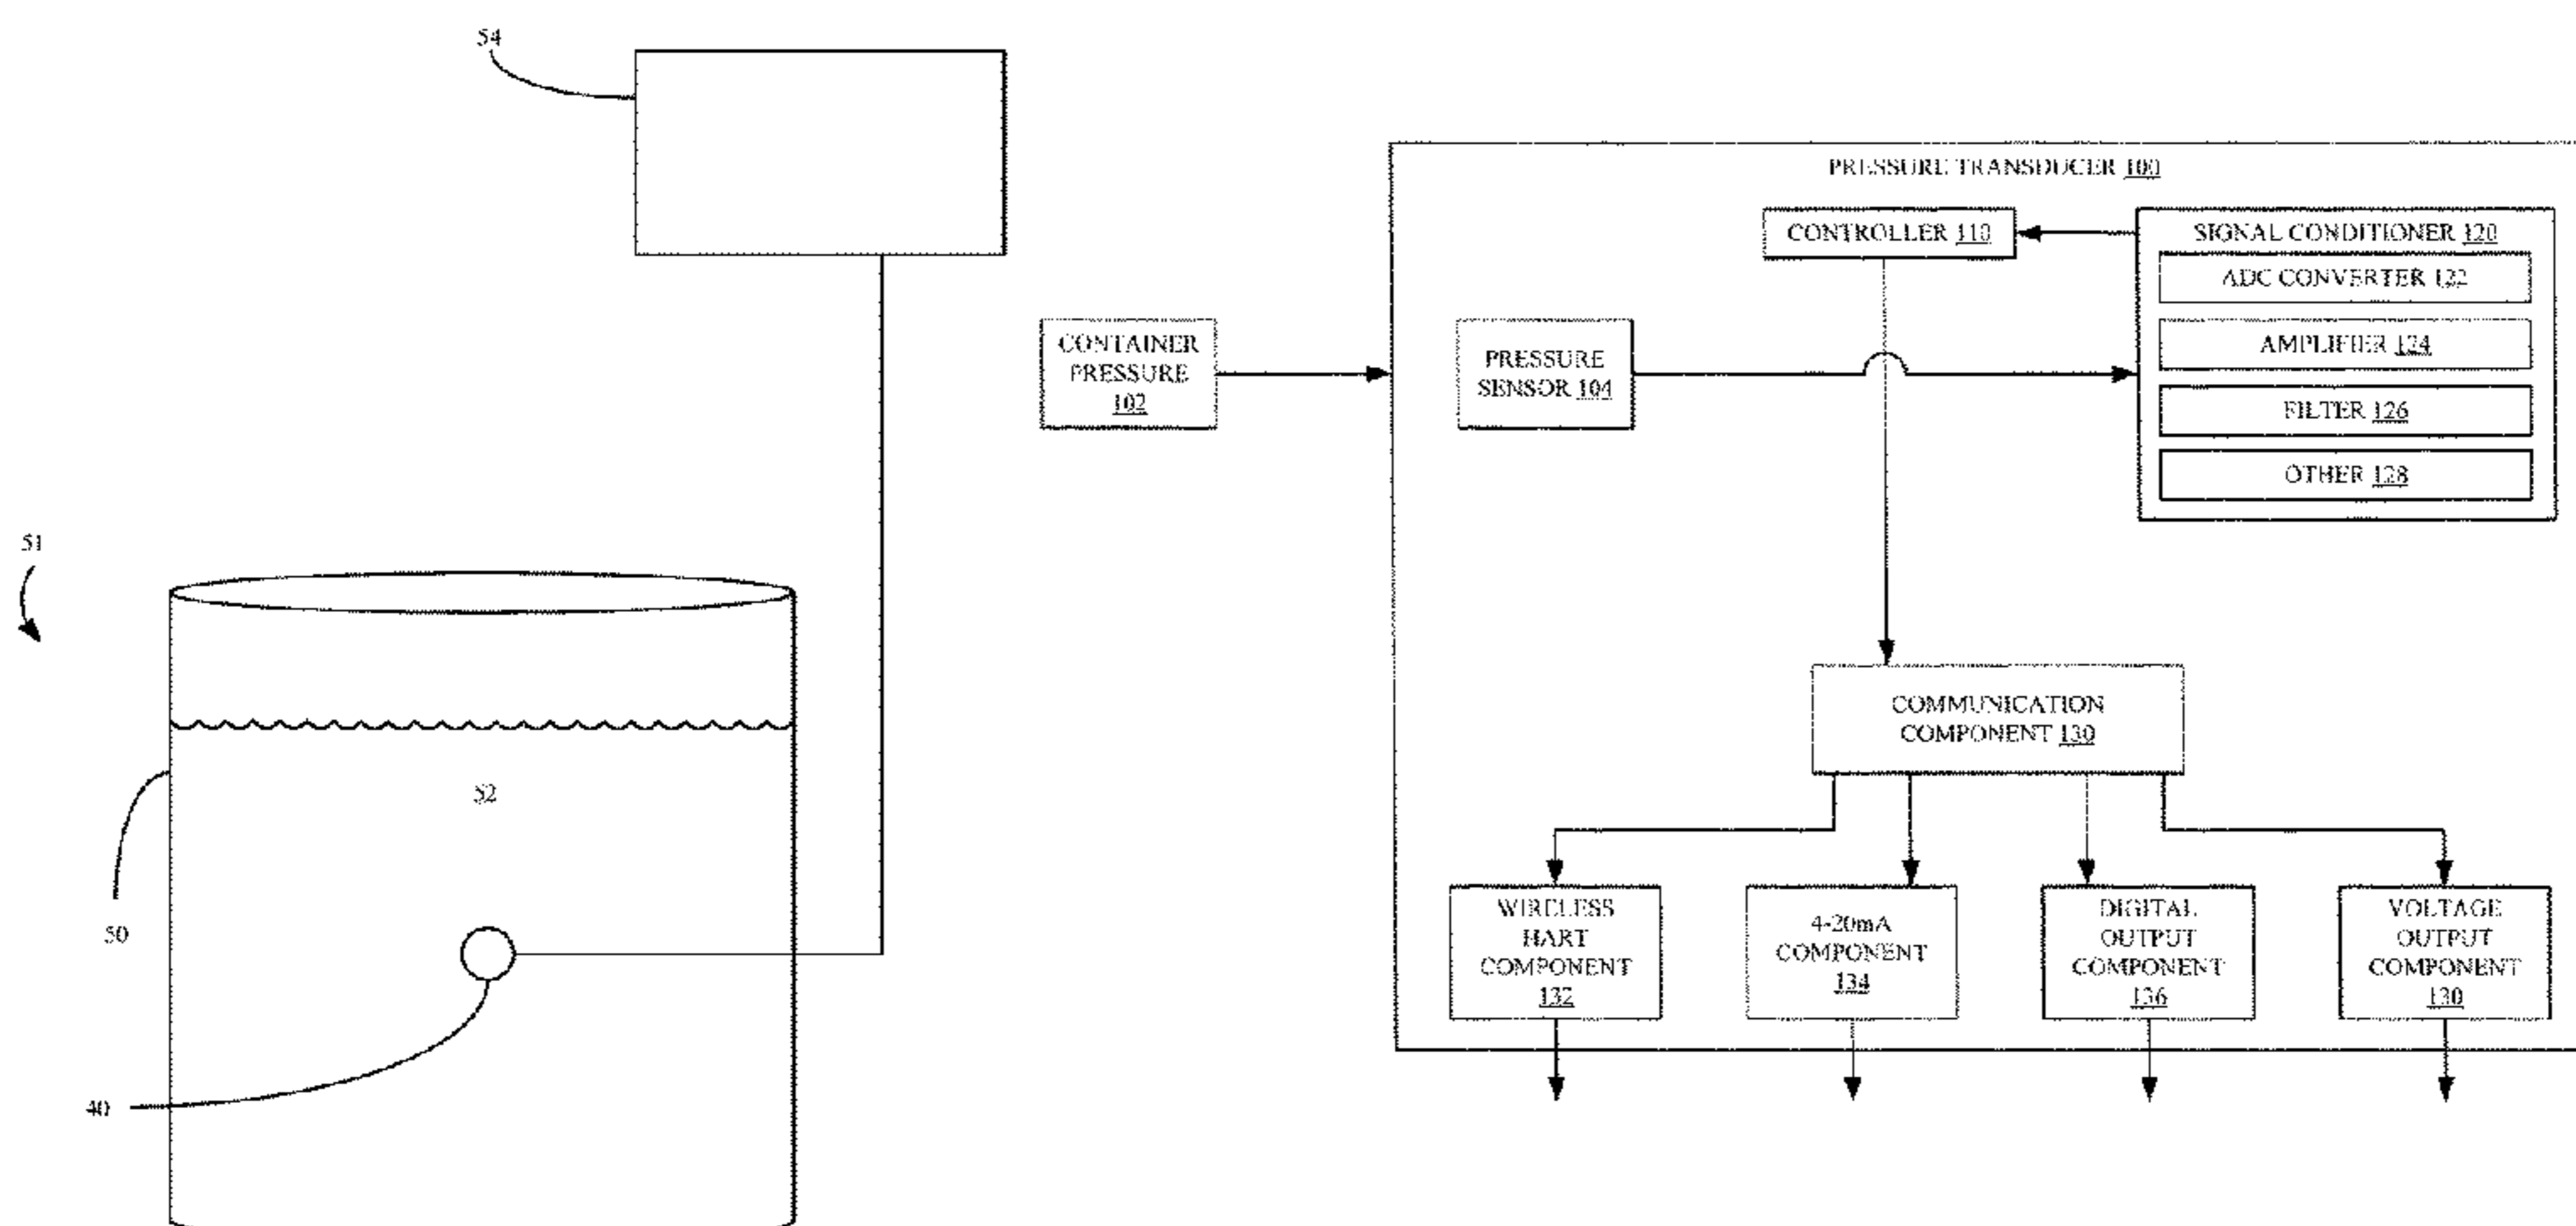 54
51
52
50
40
PRESSURE TRANSDUCER 100
CONTROLLER 110
SIGNAL CONDITIONER 120
ADC CONVERTER 122
AMPLIFIER 124
FILTER 126
OTHER 128
CONTAINER
PRESSURE
102
PRESSURE
SENSOR 104
COMMUNICATION
COMPONENT 130
WIRELESS
HART
COMPONENT
132
4-20mA
COMPONENT
134
DIGITAL
OUTPUT
COMPONENT
136
VOLTAGE
OUTPUT
COMPONENT
130